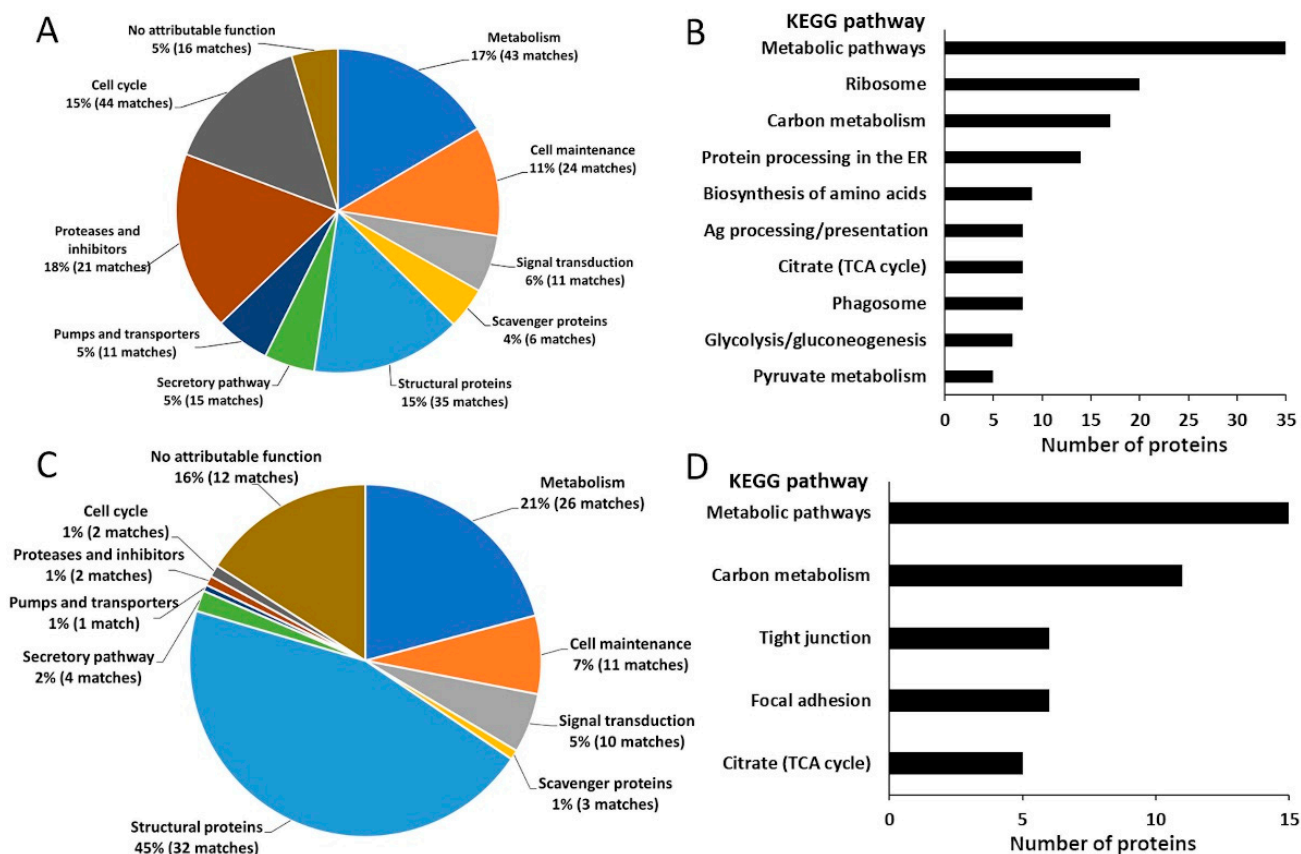 A
No attributable function
5% (16 matches)
Metabolism
17% (43 matches)
Cell cycle
15% (44 matches)
Cell maintenance
11% (24 matches)
Proteases and
inhibitors
18% (21 matches)
Signal transduction
6% (11 matches)
Scavenger proteins
4% (6 matches)
Pumps and transporters
5% (11 matches)
Secretory pathway
5% (15 matches)
Structural proteins
15% (35 matches)
B
KEGG pathway
Metabolic pathways
Ribosome
Carbon metabolism
Protein processing in the ER
Biosynthesis of amino acids
Ag processing/presentation
Citrate (TCA cycle)
Phagosome
Glycolysis/gluconeogenesis
Pyruvate metabolism
0 5 10 15 20 25 30 35
Number of proteins
C
No attributable function
16% (12 matches)
Metabolism
21% (26 matches)
Cell cycle
1% (2 matches)
Proteases and inhibitors
1% (2 matches)
Pumps and transporters
1% (1 match)
Secretory pathway
2% (4 matches)
Cell maintenance
7% (11 matches)
Signal transduction
5% (10 matches)
Scavenger proteins
1% (3 matches)
Structural proteins
45% (32 matches)
D
KEGG pathway
Metabolic pathways
Carbon metabolism
Tight junction
Focal adhesion
Citrate (TCA cycle)
0 5 10 15
Number of proteins